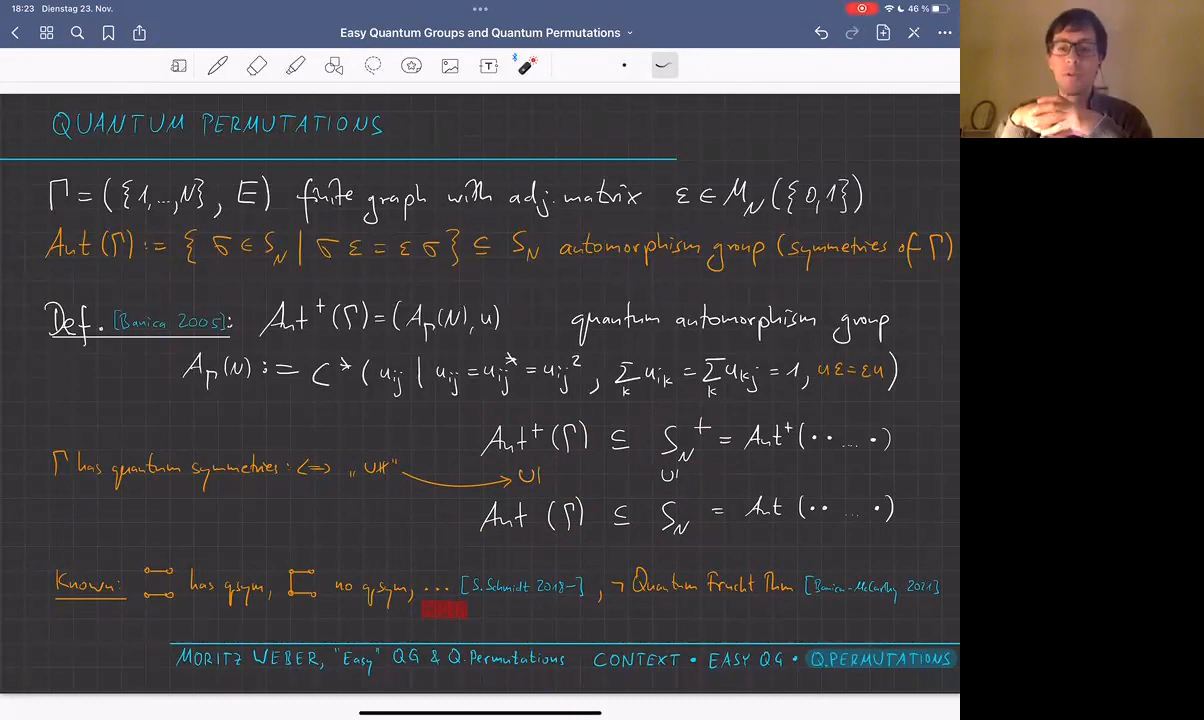 18:23 Dienstag 23. Nov.
46 %
Easy Quantum Groups and Quantum Permutations
QUANTUM PERMUTATIONS
Γ = ({1,...,N}, E) finite graph with adj. matrix ε ∈ M_N({0,1})
Aut(Γ) := {σ ∈ S_N | σε = εσ} ⊆ S_N automorphism group (symmetries of Γ)
Def. [Banica 2005]: Aut⁺(Γ) = (A_Γ(N), u) quantum automorphism group
A_Γ(N) := C*(u_ij | u_ij = u_ij* = u_ij², Σ_k u_ik = Σ_k u_kj = 1, uε = εu)
Aut⁺(Γ) ⊆ S_N⁺ = Aut⁺(•• ... •)
Γ has quantum symmetries: ⟺ "∪ǂ" ∪| ∪|
Aut(Γ) ⊆ S_N = Aut(•• ... •)
Known: has qsym, no qsym, ... [S. Schmidt 2018-], ¬ Quantum Frucht Thm [Banica-McCarthy 2021]
MORITZ WEBER, "Easy" QG & Q.Permutations CONTEXT • EASY QG • Q.PERMUTATIONS